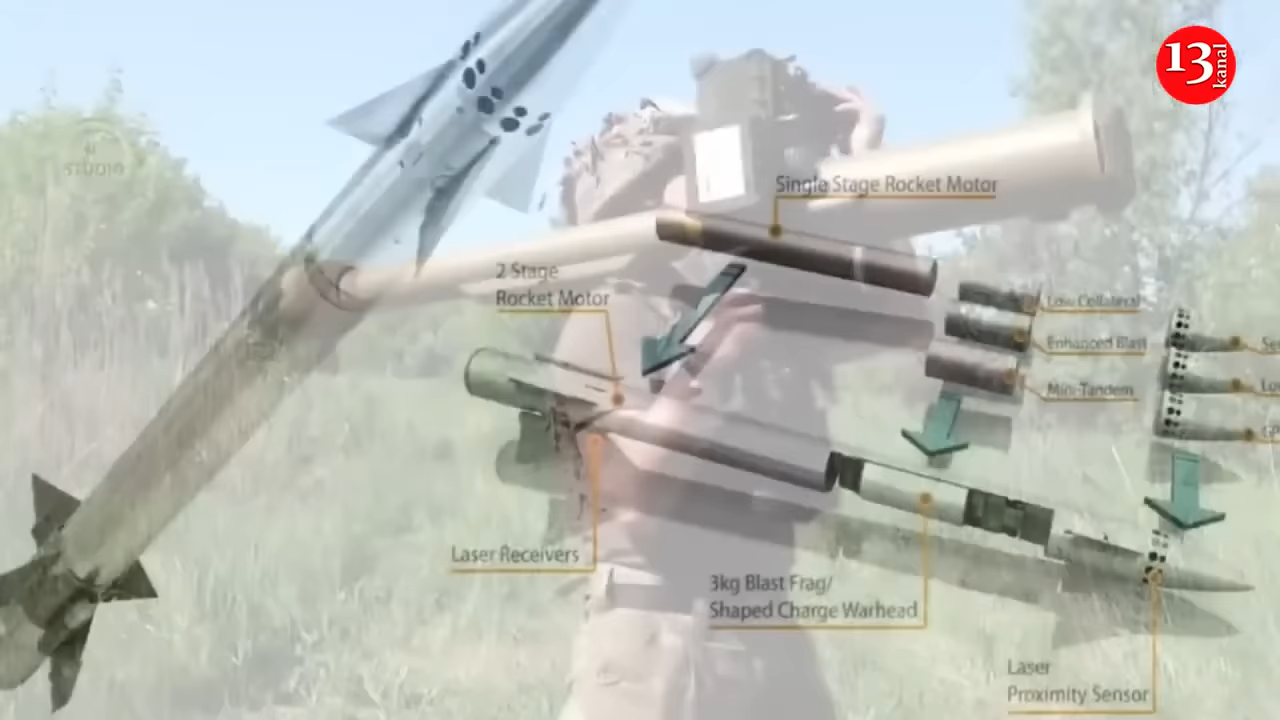 13
kanal
STUDIO
Single Stage Rocket Motor
2 Stage
Rocket Motor
Low Collateral
Enhanced Blast
Mini-Tandem
Laser Receivers
3kg Blast Frag/
Shaped Charge Warhead
Laser
Proximity Sensor